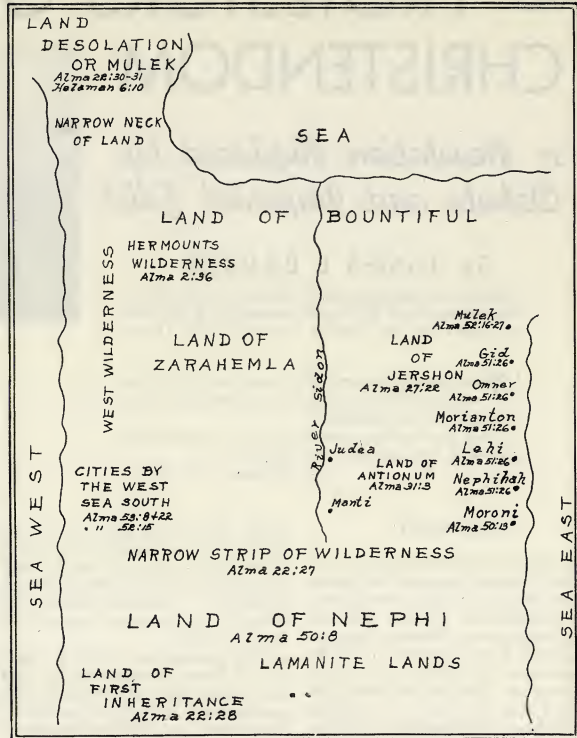 LAND
DESOLATION
OR MULEK
Alma 22:30-31
Helaman 6:10
NARROW NECK
OF LAND
SEA
LAND OF BOUNTIFUL
HERMOUNTS
WILDERNESS
Alma 2:36
WEST WILDERNESS
LAND OF
ZARAHEMLA
River Sidon
Mulek
Alma 52:16-27
LAND
OF
JERSHON
Alma 27:22
Gid
Alma 51:26
Omner
Alma 51:26
Morianton
Alma 51:26
Judea
LAND OF
ANTIONUM
Alma 31:3
Lehi
Alma 51:26
Nephihah
Alma 51:26
Manti
Moroni
Alma 50:13
SEA WEST
CITIES BY
THE WEST
SEA SOUTH
Alma 53:8+22
" " 56:15
NARROW STRIP OF WILDERNESS
Alma 22:27
SEA EAST
LAND OF NEPHI
Alma 50:8
LAMANITE LANDS
LAND OF
FIRST
INHERITANCE
Alma 22:28